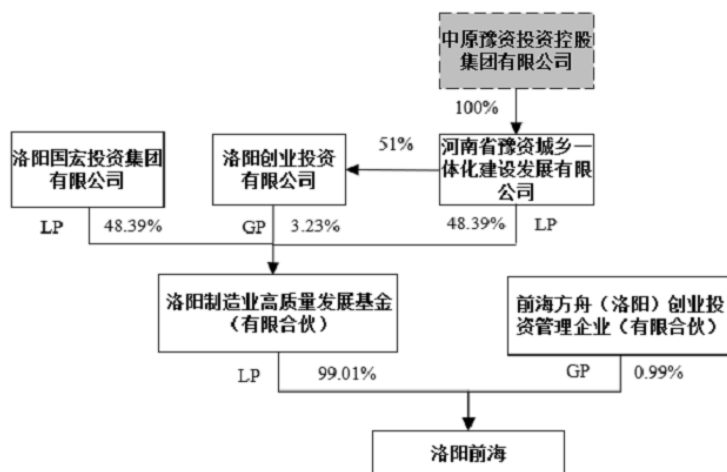 中原豫资投资控股
集团有限公司
100%
洛阳国宏投资集团
有限公司
洛阳创业投资
有限公司
51%
河南省豫资城乡一
体化建设发展有限
公司
LP
48.39%
GP
3.23%
48.39%
LP
洛阳制造业高质量发展基金
（有限合伙）
前海方舟（洛阳）创业投
资管理企业（有限合伙）
LP
99.01%
GP
0.99%
洛阳前海